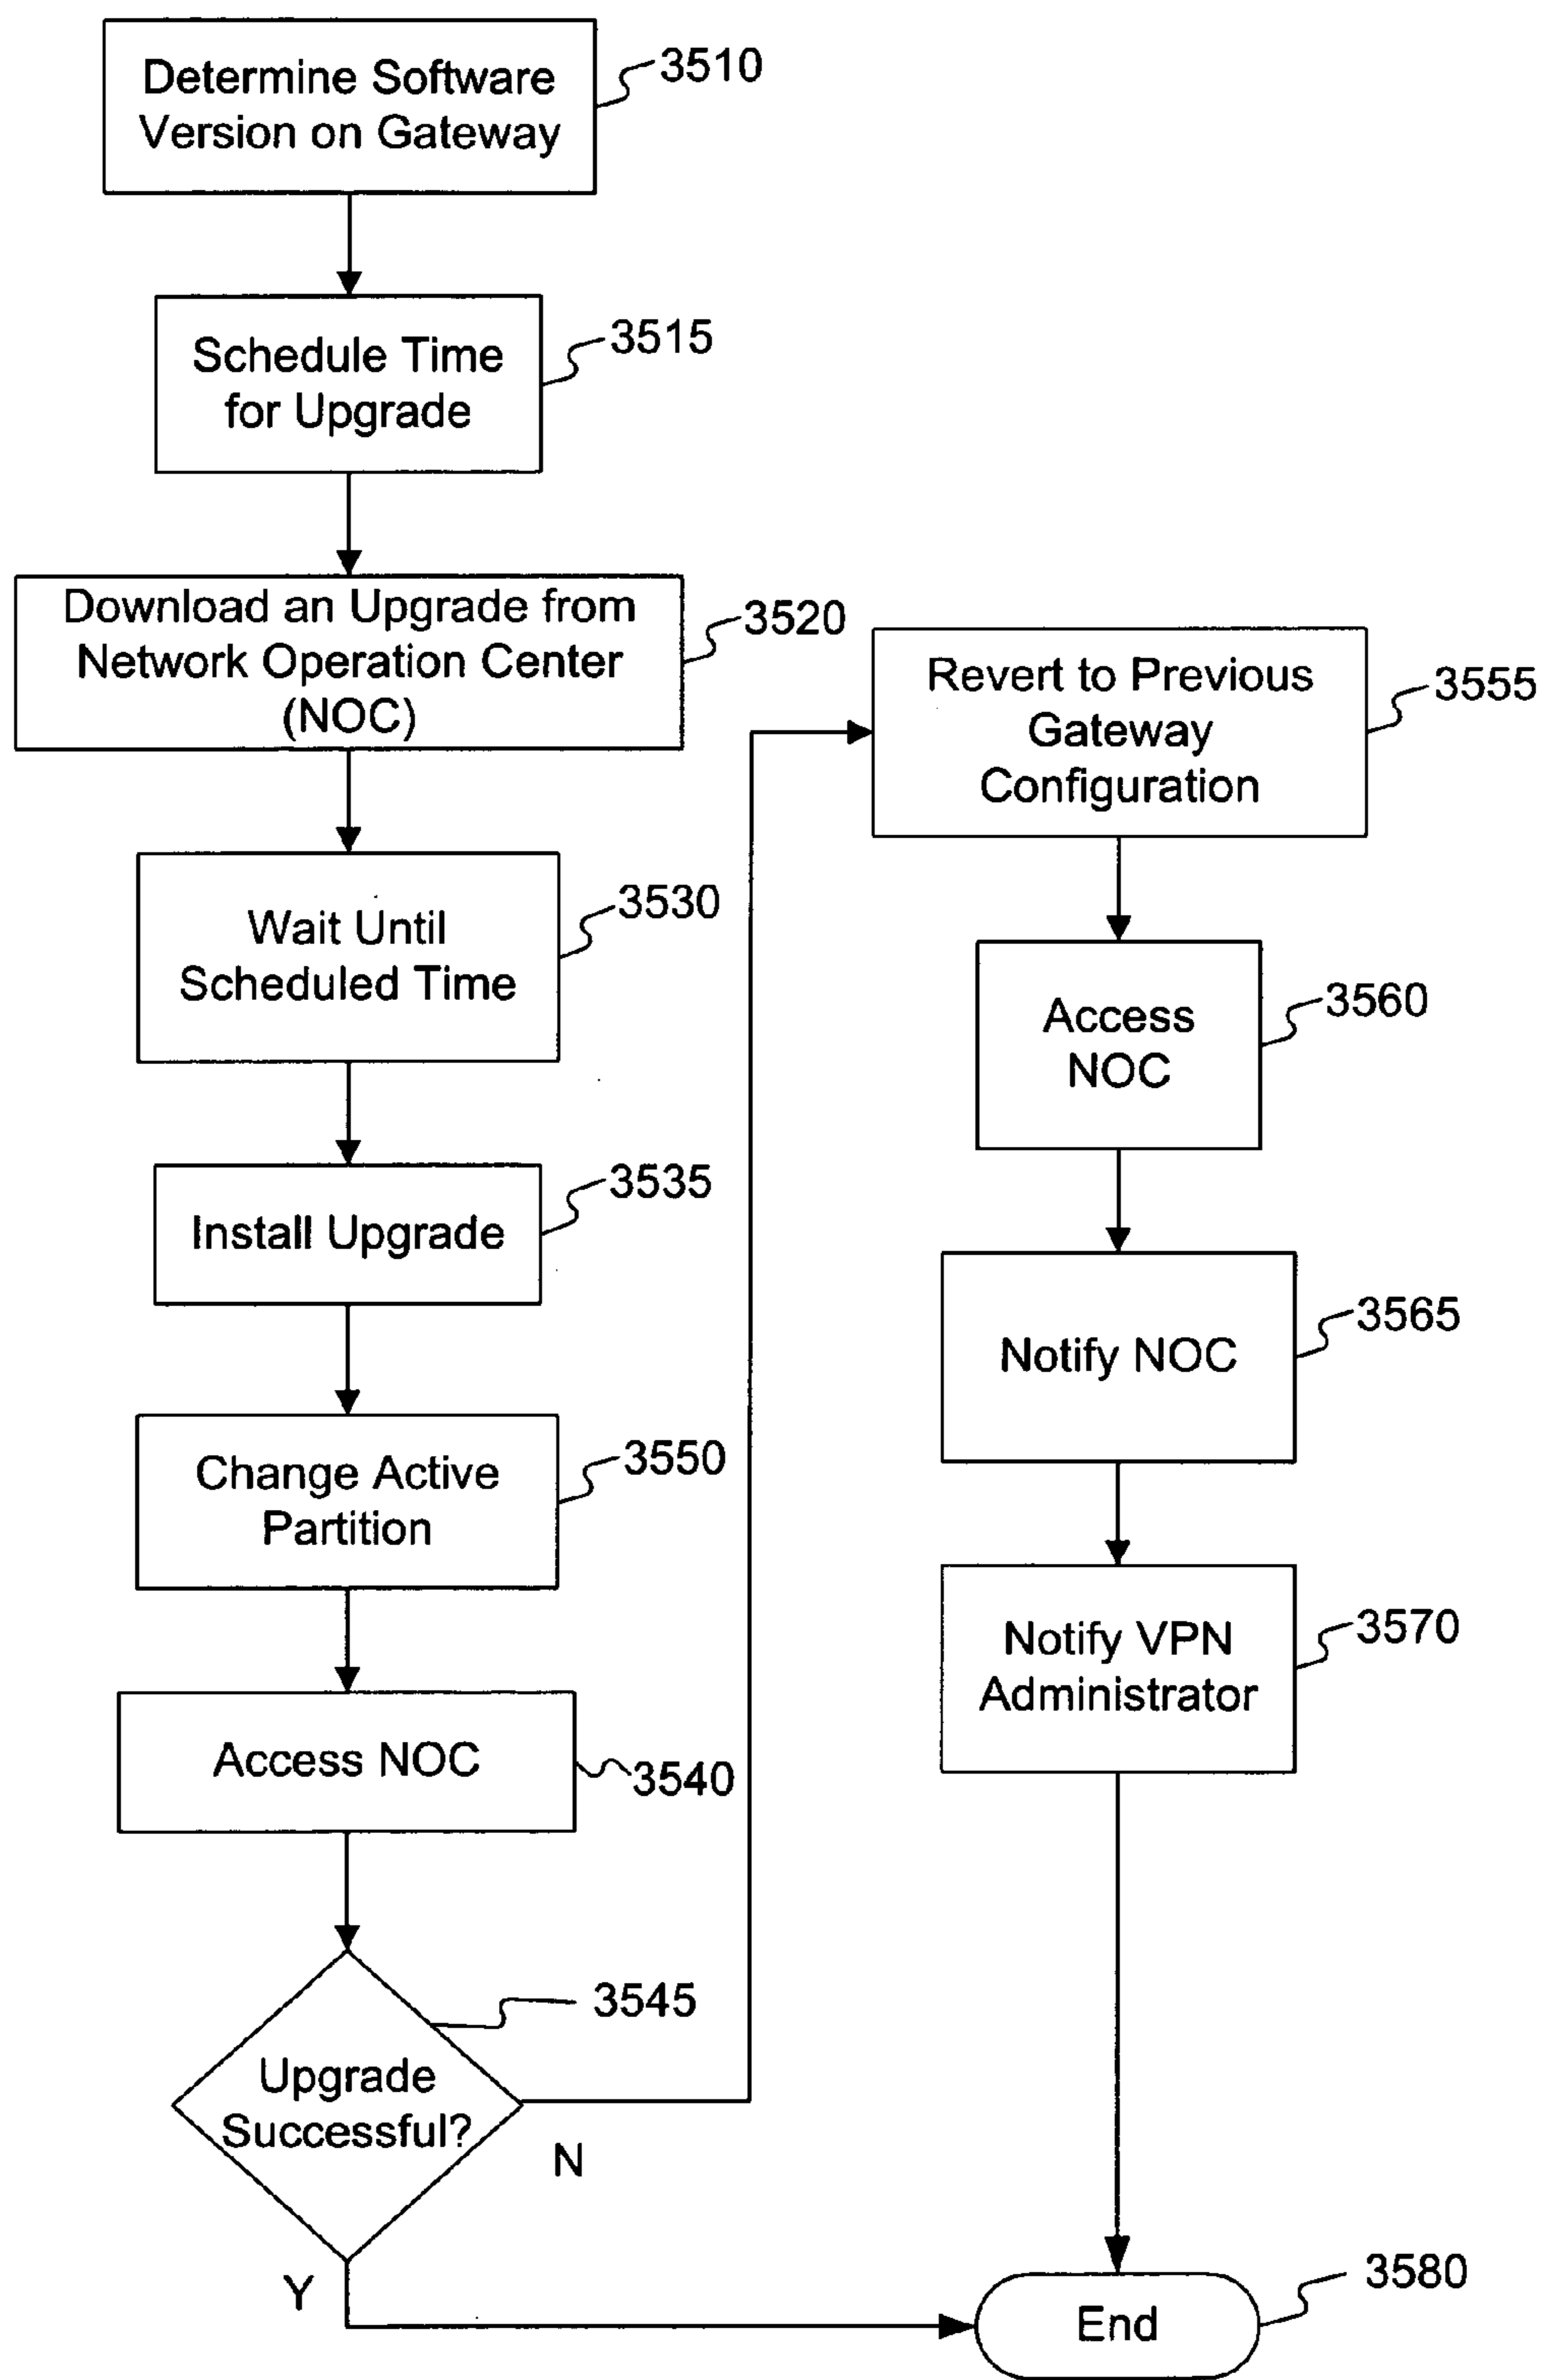 Determine Software
Version on Gateway
3510
Schedule Time
for Upgrade
3515
Download an Upgrade from
Network Operation Center
(NOC)
3520
Wait Until
Scheduled Time
3530
Install Upgrade
3535
Change Active
Partition
3550
Access NOC
3540
Upgrade
Successful?
3545
N
Y
Revert to Previous
Gateway
Configuration
3555
Access
NOC
3560
Notify NOC
3565
Notify VPN
Administrator
3570
End
3580